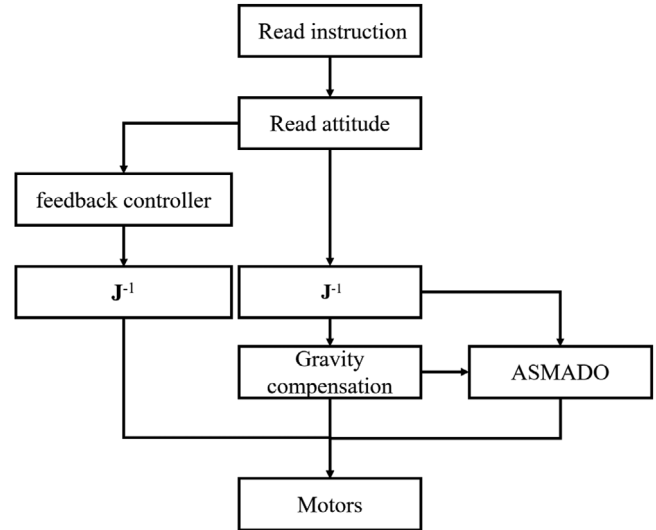 Read instruction
Read attitude
feedback controller
J⁻¹
J⁻¹
Gravity
compensation
ASMADO
Motors